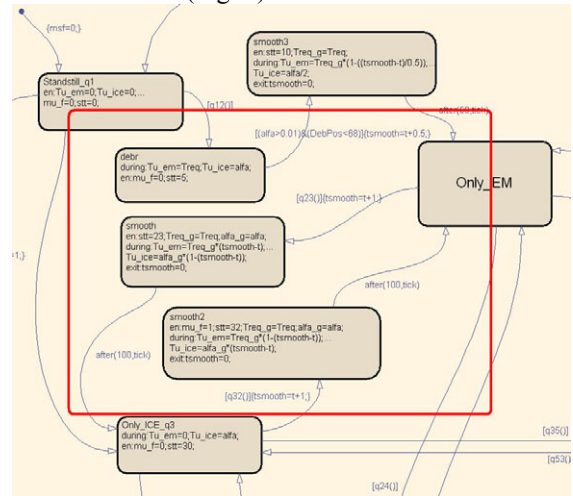 {msf=0;}
Standstill_q1
en:Tu_em=0;Tu_ice=0;...
mu_f=0;stt=0;
smooth3
en:stt=10;Treq_g=Treq;
during:Tu_em=Treq_g*(1-((tsmooth-t)/0.5));..
Tu_ice=alfa/2;
exit:tsmooth=0;
[q12()]
after(50,tick)
[(alfa>0.01)&(DebPos<68)]{tsmooth=t+0.5;}
debr
during:Tu_em=Treq;Tu_ice=alfa;
en:mu_f=0;stt=5;
Only_EM
[q23()]{tsmooth=t+1;}
smooth
en:stt=23;Treq_g=Treq;alfa_g=alfa;
during:Tu_em=Treq_g*(tsmooth-t),...
Tu_ice=alfa_g*(1-(tsmooth-t));
exit:tsmooth=0;
=1;}
after(100,tick)
smooth2
en:mu_f=1;stt=32;Treq_g=Treq;alfa_g=alfa;
during:Tu_em=Treq_g*(1-(tsmooth-t)),..
Tu_ice=alfa_g*(tsmooth-t);
exit:tsmooth=0;
after(100,tick)
[q32()]{tsmooth=t+1;}
Only_ICE_q3
during:Tu_em=0;Tu_ice=alfa;
en:mu_f=0;stt=30;
[q35()]
[q53()]
[q24()]